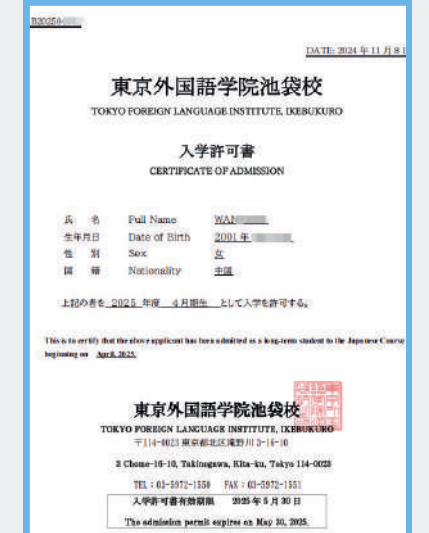 B20250
DATE: 2024 年 11 月 8 日
東京外国語学院池袋校
TOKYO FOREIGN LANGUAGE INSTITUTE, IKEBUKURO
入学許可書
CERTIFICATE OF ADMISSION
氏 名 Full Name WAN
生年月日 Date of Birth 2001 年
性 別 Sex 女
国 籍 Nationality 中国
上記の者を 2025 年度 4 月期生 として入学を許可する。
This is to certify that the above applicant has been admitted as a long-term student to the Japanese Course
beginning on April, 2025.
東京外国語学院池袋校
TOKYO FOREIGN LANGUAGE INSTITUTE, IKEBUKURO
〒114-0023 東京都北区滝野川 3-16-10
3 Chome-16-10, Takinogawa, Kita-ku, Tokyo 114-0023
TEL：03-5972-1550 FAX：03-5972-1551
入学許可書有効期限 2025 年 5 月 30 日
The admission permit expires on May 30, 2025.